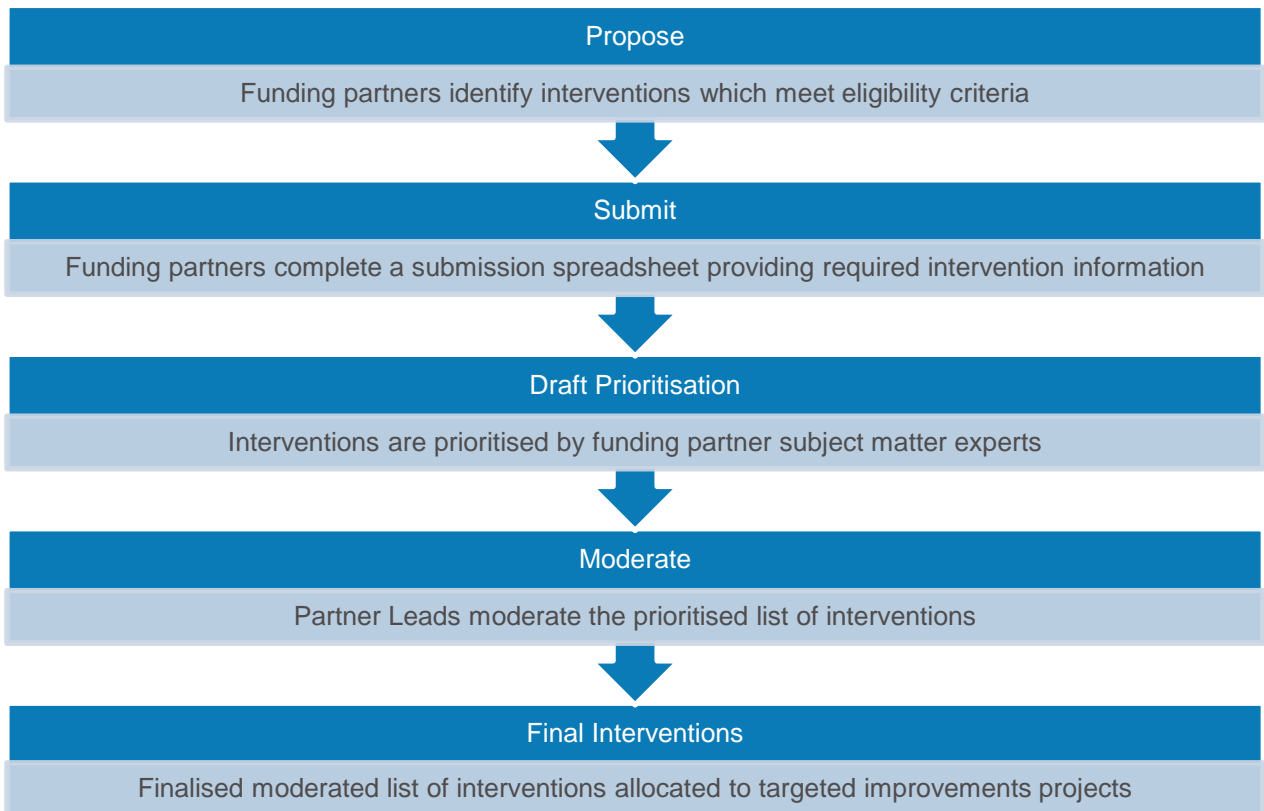 Propose
Funding partners identify interventions which meet eligibility criteria
Submit
Funding partners complete a submission spreadsheet providing required intervention information
Draft Prioritisation
Interventions are prioritised by funding partner subject matter experts
Moderate
Partner Leads moderate the prioritised list of interventions
Final Interventions
Finalised moderated list of interventions allocated to targeted improvements projects